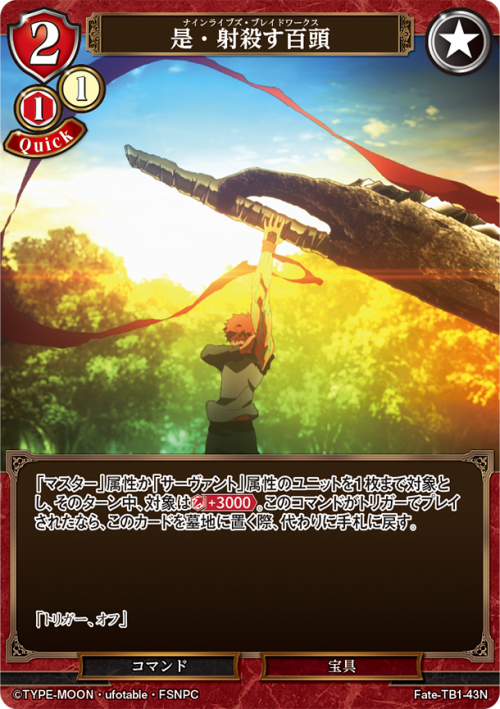 ナインライブズ・ブレイドワークス
2
是・射殺す百頭
1
1
Quick
「マスター」属性か「サーヴァント」属性のユニットを1枚まで対象と
し、そのターン中、対象は +3000 。このコマンドがトリガーでプレイ
されたなら、このカードを墓地に置く際、代わりに手札に戻す。
「トリガー、オフ」
コマンド 宝具
©TYPE-MOON・ufotable・FSNPC Fate-TB1-43N